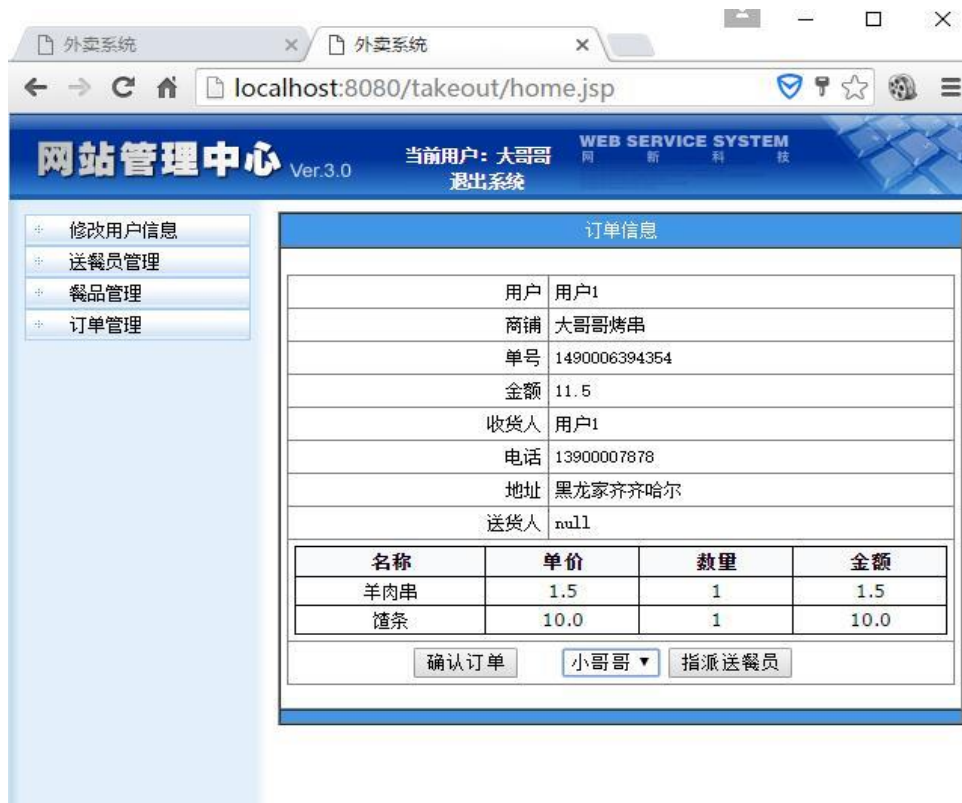 外卖系统 外卖系统
localhost:8080/takeout/home.jsp
网站管理中心 Ver.3.0 当前用户：大哥哥 WEB SERVICE SYSTEM
退出系统 网新科技
修改用户信息
送餐员管理
餐品管理
订单管理
订单信息
用户 用户1
商铺 大哥哥烤串
单号 1490006394354
金额 11.5
收货人 用户1
电话 13900007878
地址 黑龙家齐齐哈尔
送货人 null
名称 单价 数量 金额
羊肉串 1.5 1 1.5
馇条 10.0 1 10.0
确认订单 小哥哥 指派送餐员